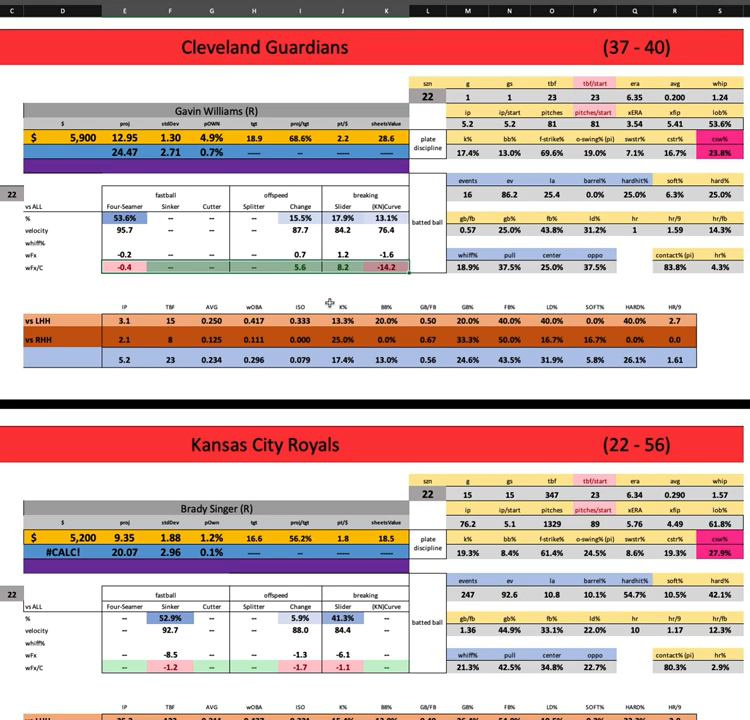 C D E F G H I J K L M N O P Q R S
Cleveland Guardians (37 - 40)
szn g gs tbf tbf/start era avg whip
22 1 1 23 23 6.35 0.200 1.24
Gavin Williams (R) ip ip/start pitches pitches/start xERA xfip lob%
5.2 5.2 81 81 3.54 5.41 53.6%
$ proj stdDev pOWN tgt proj/tgt pt/$ sheetsValue
$ 5,900 12.95 1.30 4.9% 18.9 68.6% 2.2 28.6 plate discipline k% bb% f-strike% o-swing% (pi) swstr% cstr% csw%
24.47 2.71 0.7% ---- -- ---- ---- 17.4% 13.0% 69.6% 19.0% 7.1% 16.7% 23.8%
events ev la barrel% hardhit% soft% hard%
22 fastball offspeed breaking 16 86.2 25.4 0.0% 25.0% 6.3% 25.0%
vs ALL Four-Seamer Sinker Cutter Splitter Change Slider (KN)Curve
% 53.6% -- -- -- 15.5% 17.9% 13.1% batted ball gb/fb gb% fb% ld% hr hr/9 hr/fb
velocity 95.7 -- -- -- 87.7 84.2 76.4 0.57 25.0% 43.8% 31.2% 1 1.59 14.3%
whiff%
wFx -0.2 -- -- -- 0.7 1.2 -1.6 whiff% pull center oppo contact% (pi) hr%
wFx/C -0.4 -- -- -- 5.6 8.2 -14.2 18.9% 37.5% 25.0% 37.5% 83.8% 4.3%
IP TBF AVG wOBA ISO K% BB% GB/FB GB% FB% LD% SOFT% HARD% HR/9
vs LHH 3.1 15 0.250 0.417 0.333 13.3% 20.0% 0.50 20.0% 40.0% 40.0% 0.0% 40.0% 2.7
vs RHH 2.1 8 0.125 0.111 0.000 25.0% 0.0% 0.67 33.3% 50.0% 16.7% 16.7% 0.0% 0.0
5.2 23 0.234 0.296 0.079 17.4% 13.0% 0.56 24.6% 43.5% 31.9% 5.8% 26.1% 1.61
Kansas City Royals (22 - 56)
szn g gs tbf tbf/start era avg whip
22 15 15 347 23 6.34 0.290 1.57
Brady Singer (R) ip ip/start pitches pitches/start xERA xfip lob%
76.2 5.1 1329 89 5.76 4.49 61.8%
$ proj stdDev pOwn tgt proj/tgt pt/$ sheetsValue
$ 5,200 9.35 1.88 1.2% 16.6 56.2% 1.8 18.5 plate discipline k% bb% f-strike% o-swing% (pi) swstr% cstr% csw%
#CALC! 20.07 2.96 0.1% ---- -- ---- ---- 19.3% 8.4% 61.4% 24.5% 8.6% 19.3% 27.9%
events ev la barrel% hardhit% soft% hard%
22 fastball offspeed breaking 247 92.6 10.8 10.1% 54.7% 10.5% 42.1%
vs ALL Four-Seamer Sinker Cutter Splitter Change Slider (KN)Curve
% -- 52.9% -- -- 5.9% 41.3% -- batted ball gb/fb gb% fb% ld% hr hr/9 hr/fb
velocity -- 92.7 -- -- 88.0 84.4 -- 1.36 44.9% 33.1% 22.0% 10 1.17 12.3%
whiff%
wFx -- -8.5 -- -- -1.3 -6.1 -- whiff% pull center oppo contact% (pi) hr%
wFx/C -- -1.2 -- -- -1.7 -1.1 -- 21.3% 42.5% 34.8% 22.7% 80.3% 2.9%
IP TBF AVG wOBA ISO K% BB% GB/FB GB% FB% LD% SOFT% HARD% HR/9